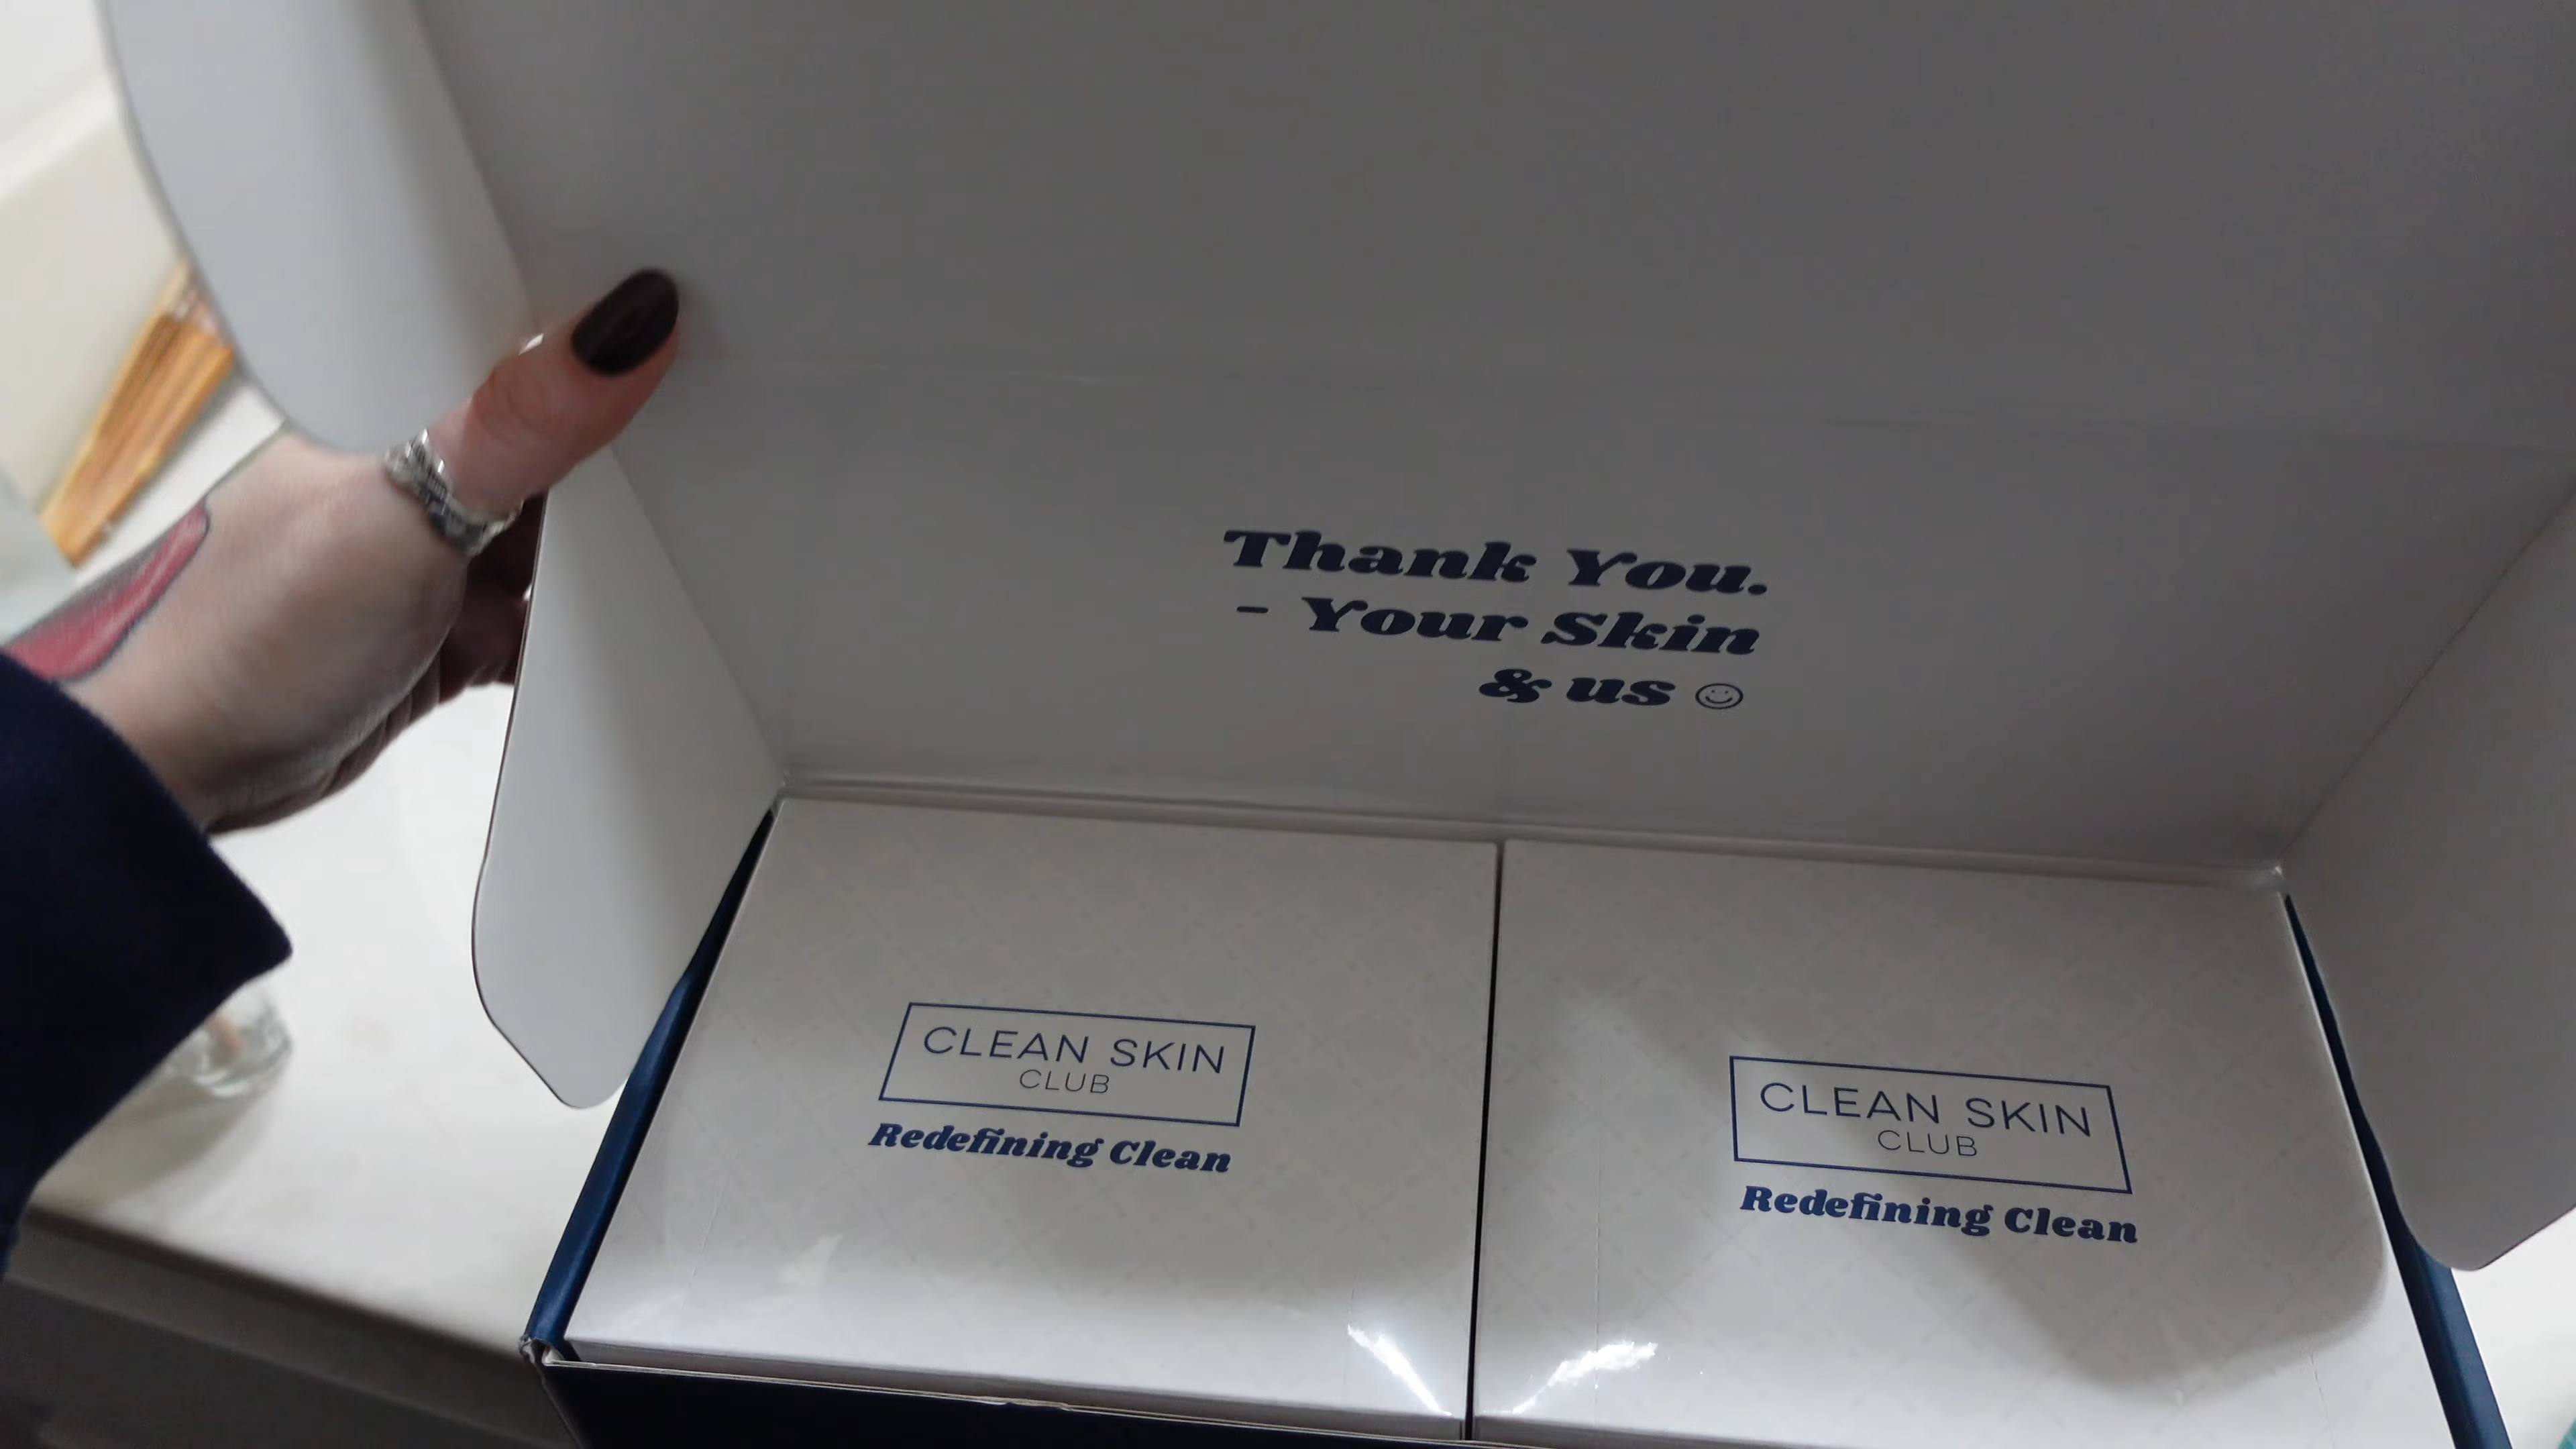 Thank You.
- Your Skin
& us ☺
CLEAN SKIN
CLUB
Redefining Clean
CLEAN SKIN
CLUB
Redefining Clean